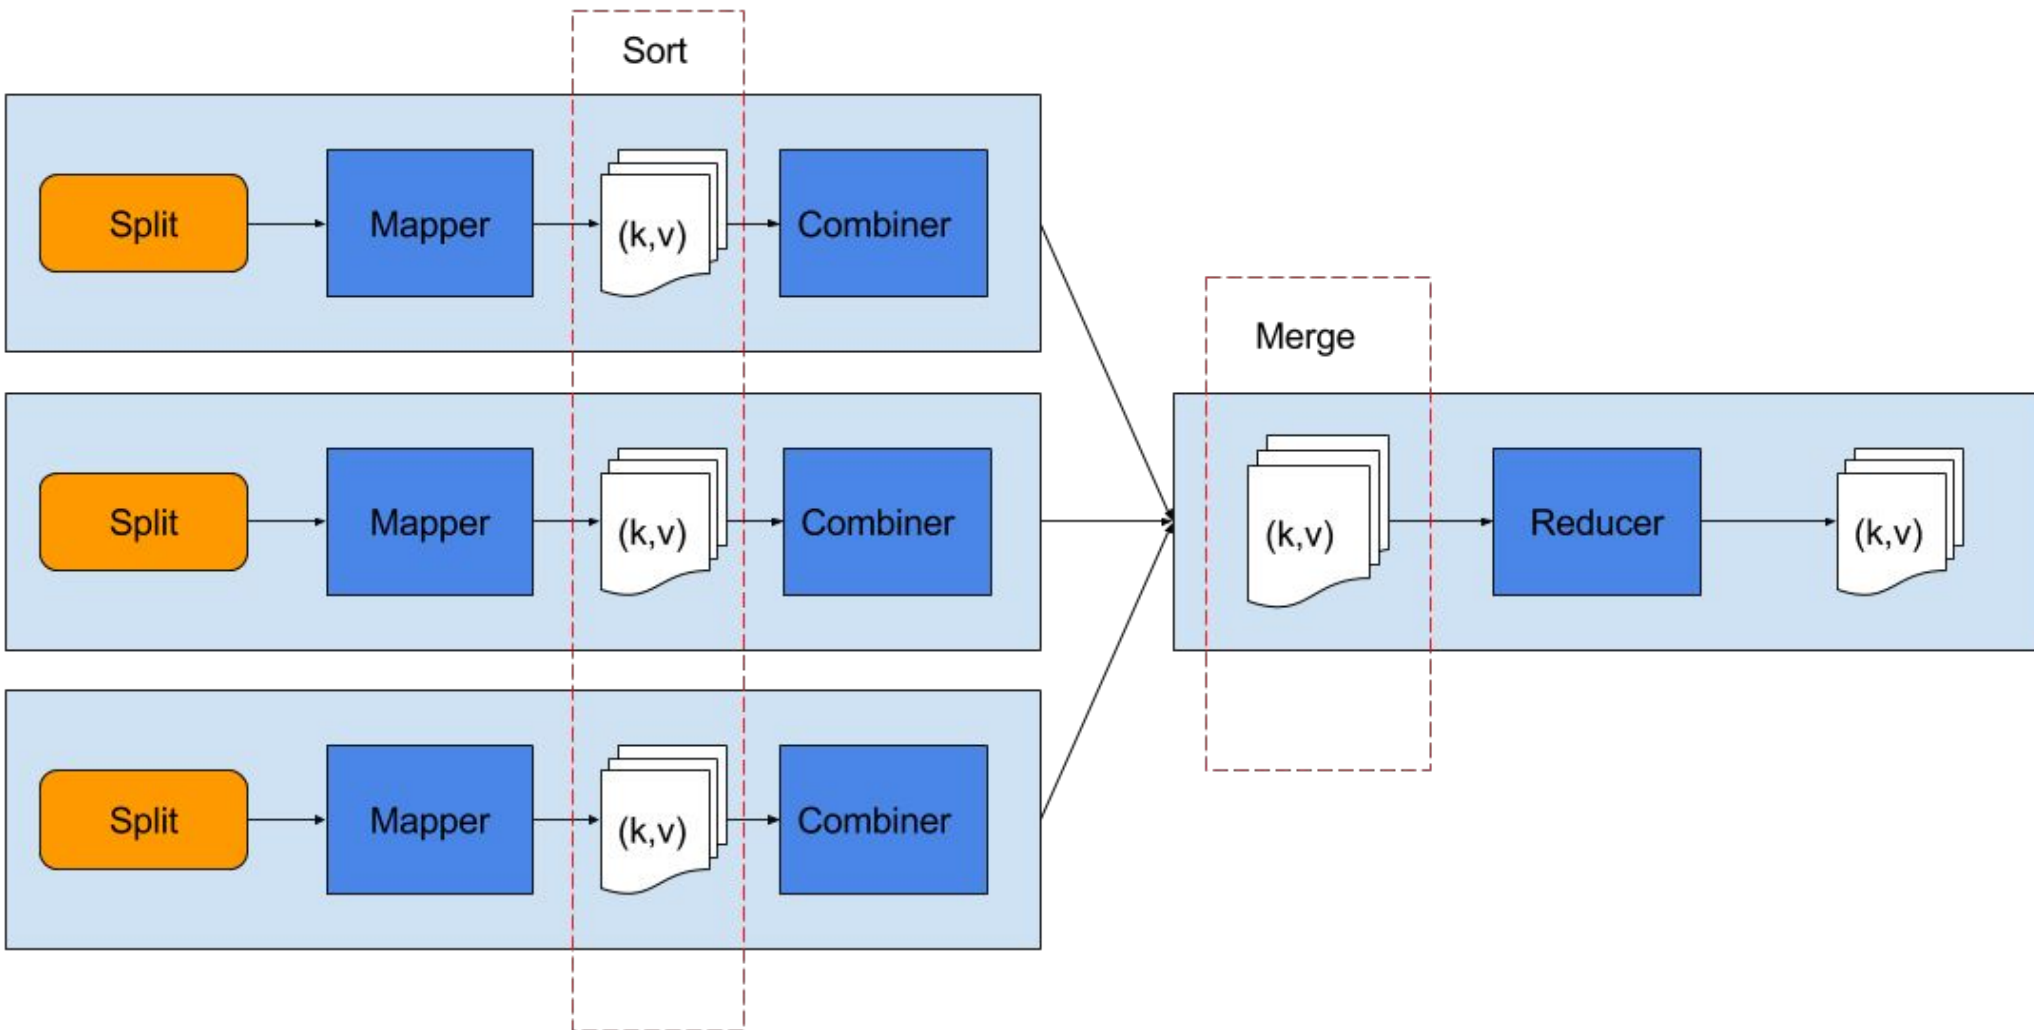 Sort
Split
Mapper
(k,v)
Combiner
Merge
Split
Mapper
(k,v)
Combiner
(k,v)
Reducer
(k,v)
Split
Mapper
(k,v)
Combiner